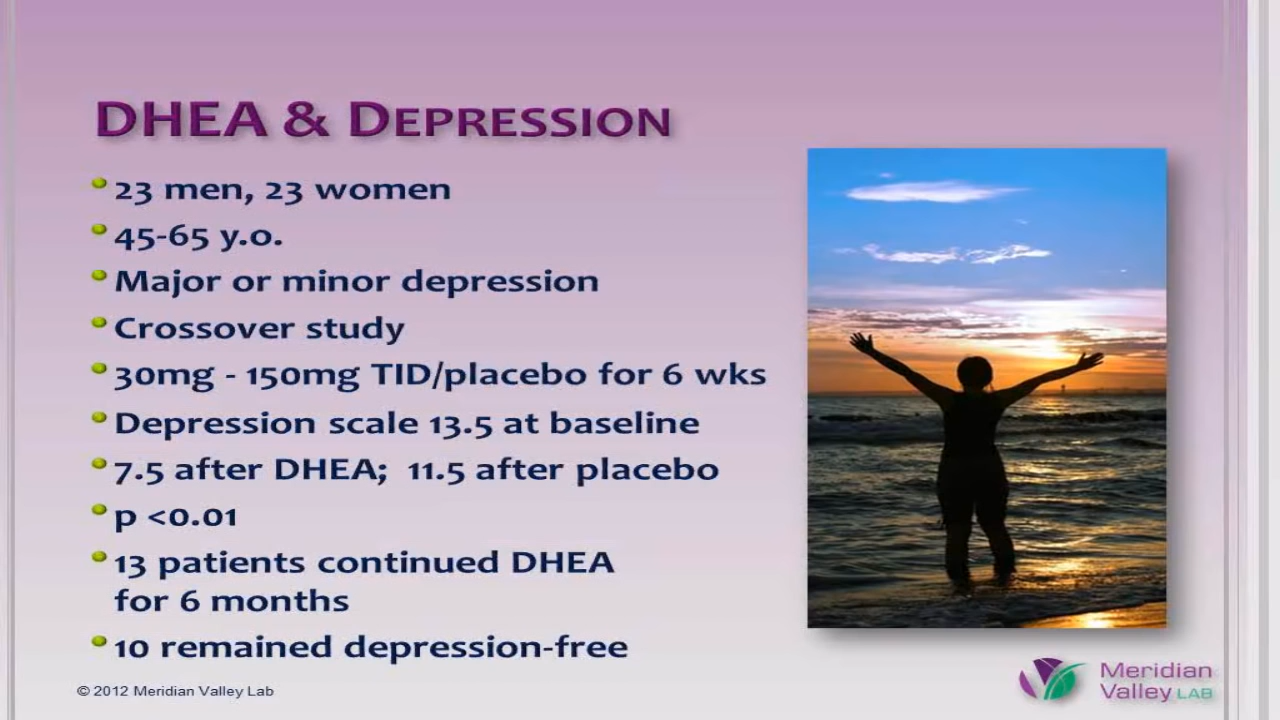 DHEA & DEPRESSION
23 men, 23 women
45-65 y.o.
Major or minor depression
Crossover study
30mg - 150mg TID/placebo for 6 wks
Depression scale 13.5 at baseline
7.5 after DHEA; 11.5 after placebo
p <0.01
13 patients continued DHEA
for 6 months
10 remained depression-free
© 2012 Meridian Valley Lab
Meridian
Valley LAB